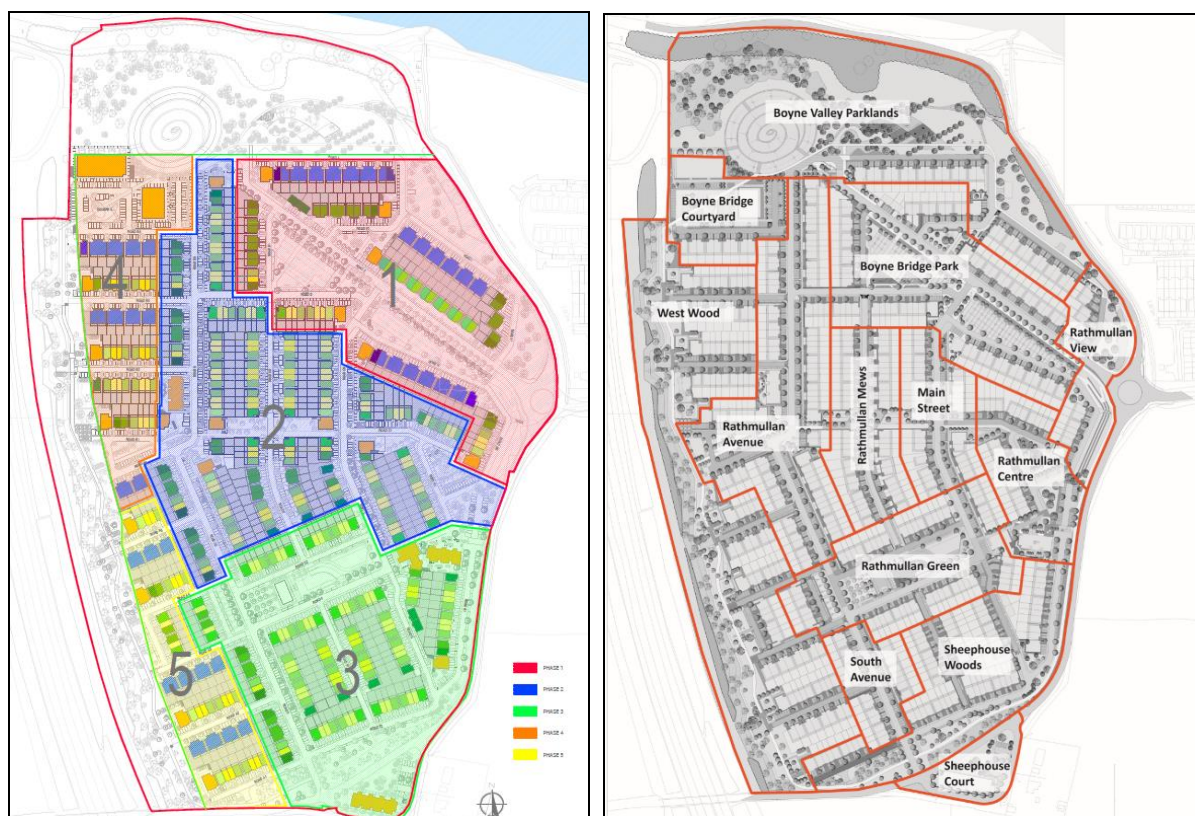 1
4
2
3
5
PHASE 1
PHASE 2
PHASE 3
PHASE 4
PHASE 5
Boyne Valley Parklands
Boyne Bridge
Courtyard
Boyne Bridge Park
West Wood
Rathmullan
View
Rathmullan Mews
Main
Street
Rathmullan
Avenue
Rathmullan
Centre
Rathmullan Green
South
Avenue
Sheephouse
Woods
Sheephouse
Court